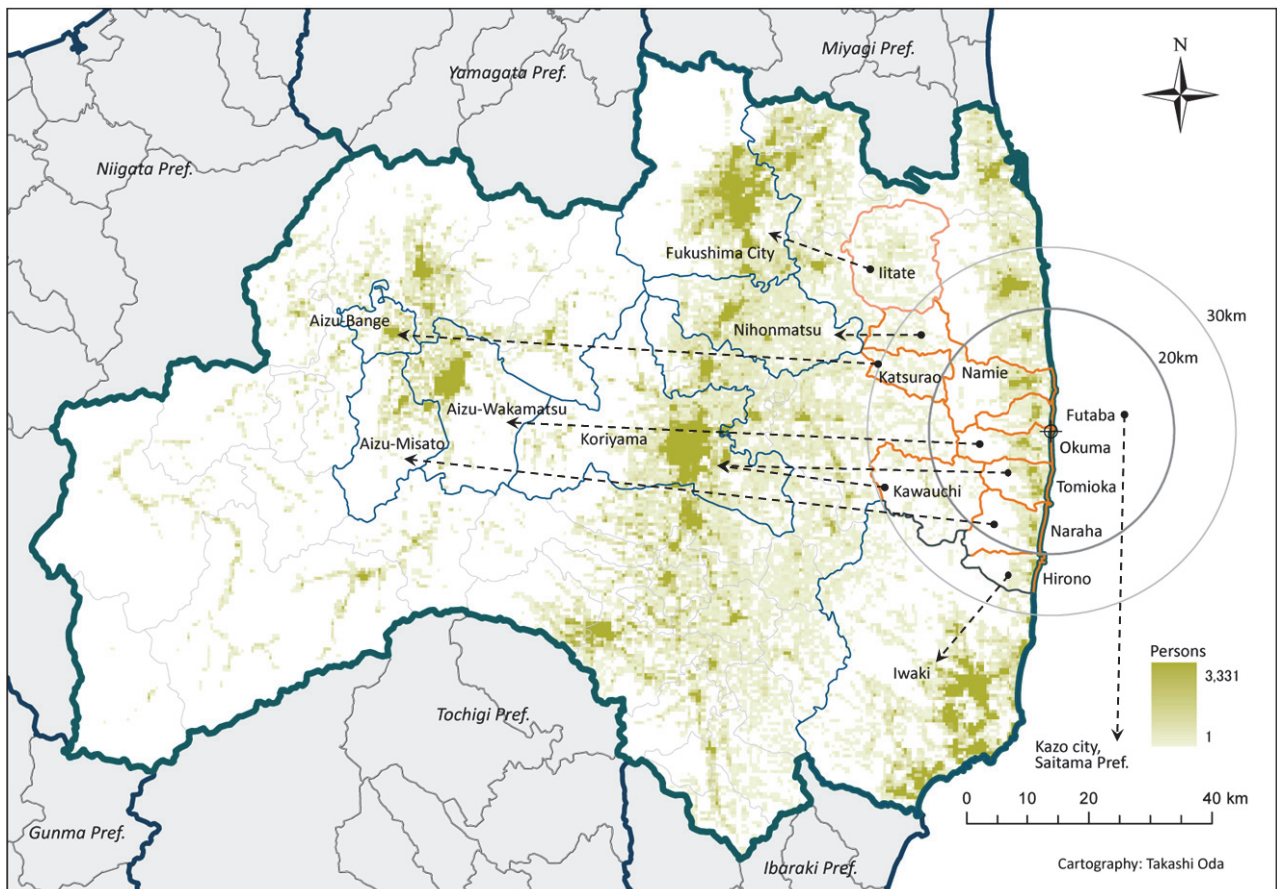 Miyagi Pref.
N
Yamagata Pref.
Niigata Pref.
Fukushima City
Iitate
Aizu-Bange
Nihonmatsu
30km
20km
Katsurao
Namie
Aizu-Wakamatsu
Futaba
Aizu-Misato
Koriyama
Okuma
Kawauchi
Tomioka
Naraha
Hirono
Iwaki
Persons
3,331
1
Tochigi Pref.
Kazo city,
Saitama Pref.
0 10 20 40 km
Gunma Pref.
Ibaraki Pref.
Cartography: Takashi Oda